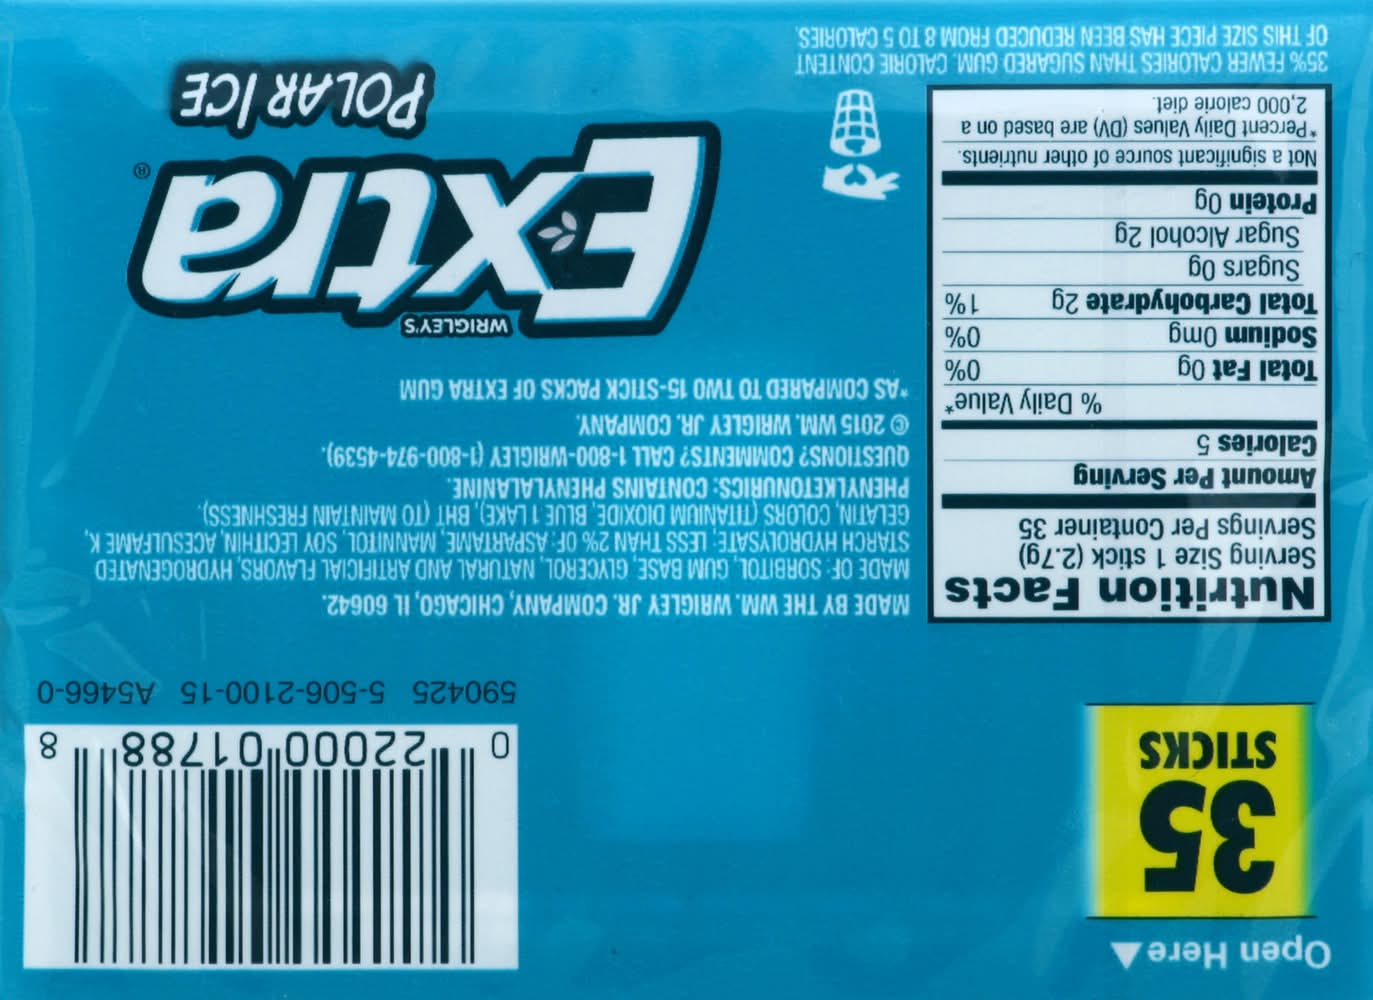 Open Here
35
STICKS
0 22000 01788 8
590425 5-506-2100-15 A5466-0
Nutrition Facts
Serving Size 1 stick (2.7g)
Servings Per Container 35
Amount Per Serving
Calories 5
% Daily Value*
Total Fat 0g 0%
Sodium 0mg 0%
Total Carbohydrate 2g 1%
Sugars 0g
Sugar Alcohol 2g
Protein 0g
Not a significant source of other nutrients.
*Percent Daily Values (DV) are based on a
2,000 calorie diet.
MADE BY THE WM. WRIGLEY JR. COMPANY, CHICAGO, IL 60642.
MADE OF: SORBITOL, GUM BASE, GLYCEROL, NATURAL AND ARTIFICIAL FLAVORS, HYDROGENATED
STARCH HYDROLYSATE; LESS THAN 2% OF: ASPARTAME, MANNITOL, SOY LECITHIN, ACESULFAME K,
GELATIN, COLORS (TITANIUM DIOXIDE, BLUE 1 LAKE), BHT (TO MAINTAIN FRESHNESS).
PHENYLKETONURICS: CONTAINS PHENYLALANINE.
QUESTIONS? COMMENTS? CALL 1-800-WRIGLEY (1-800-974-4539).
© 2015 WM. WRIGLEY JR. COMPANY.
*AS COMPARED TO TWO 15-STICK PACKS OF EXTRA GUM
WRIGLEY'S
Extra®
POLAR ICE
35% FEWER CALORIES THAN SUGARED GUM. CALORIE CONTENT
OF THIS SIZE PIECE HAS BEEN REDUCED FROM 8 TO 5 CALORIES.